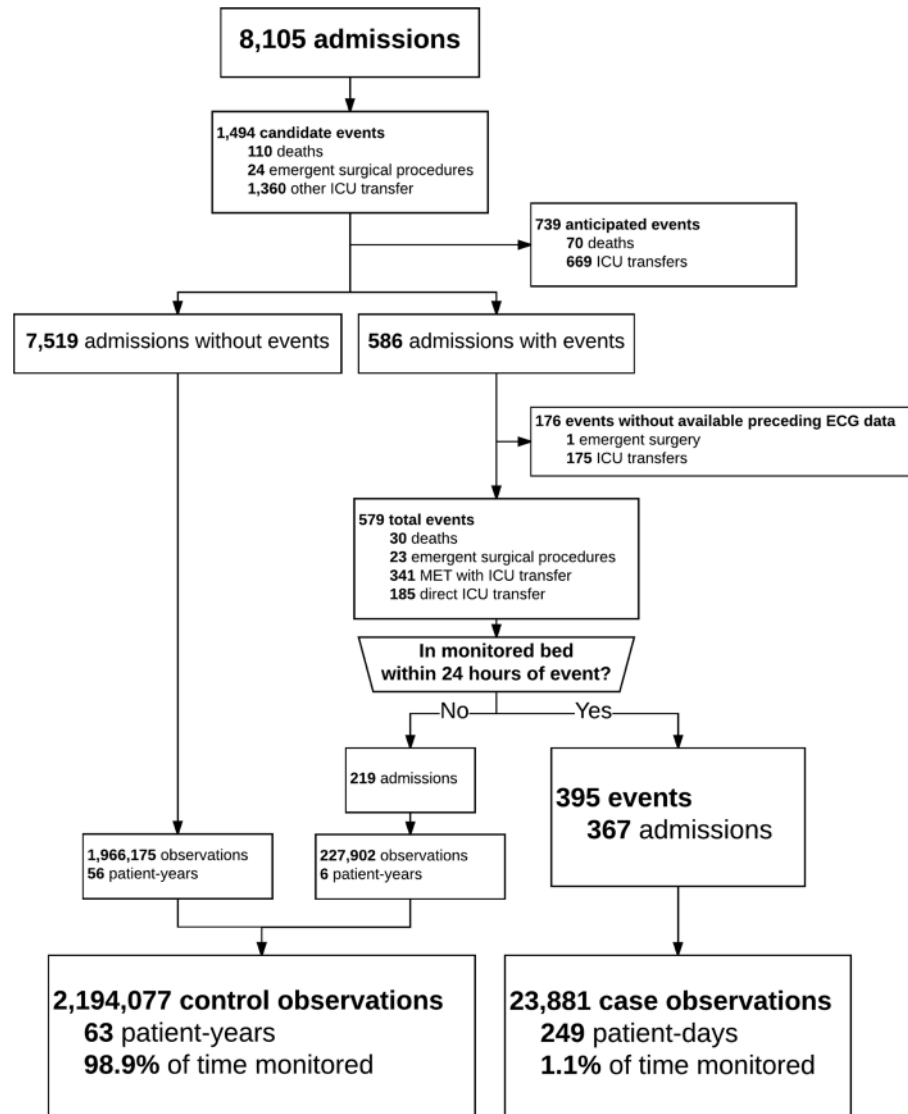 8,105 admissions
1,494 candidate events
110 deaths
24 emergent surgical procedures
1,360 other ICU transfer
739 anticipated events
70 deaths
669 ICU transfers
7,519 admissions without events
586 admissions with events
176 events without available preceding ECG data
1 emergent surgery
175 ICU transfers
579 total events
30 deaths
23 emergent surgical procedures
341 MET with ICU transfer
185 direct ICU transfer
In monitored bed
within 24 hours of event?
No
Yes
219 admissions
395 events
367 admissions
1,966,175 observations
56 patient-years
227,902 observations
6 patient-years
2,194,077 control observations
63 patient-years
98.9% of time monitored
23,881 case observations
249 patient-days
1.1% of time monitored